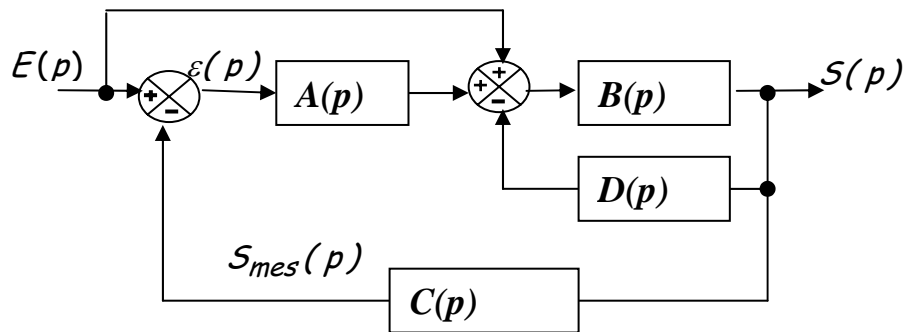 E(p)
+
-
ε(p)
A(p)
+
+
-
B(p)
S(p)
D(p)
S_mes(p)
C(p)